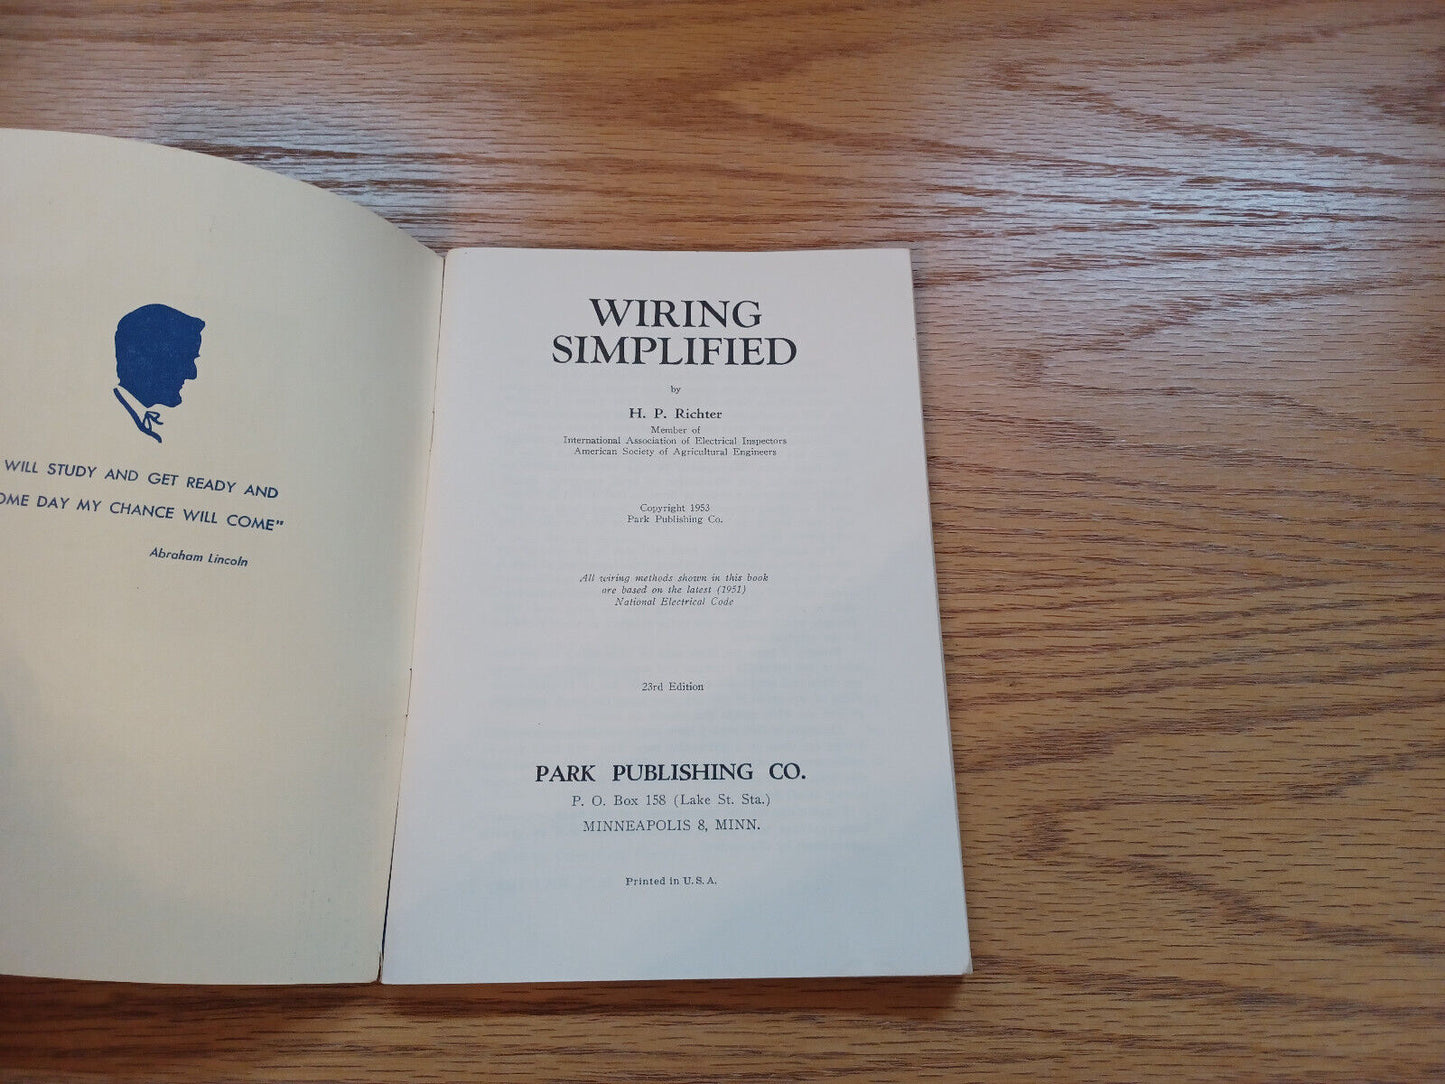 WILL STUDY AND GET READY AND
OME DAY MY CHANCE WILL COME"
Abraham Lincoln
WIRING
SIMPLIFIED
by
H. P. Richter
Member of
International Association of Electrical Inspectors
American Society of Agricultural Engineers
Copyright 1953
Park Publishing Co.
All wiring methods shown in this book
are based on the latest (1951)
National Electrical Code
23rd Edition
PARK PUBLISHING CO.
P. O. Box 158 (Lake St. Sta.)
MINNEAPOLIS 8, MINN.
Printed in U. S. A.